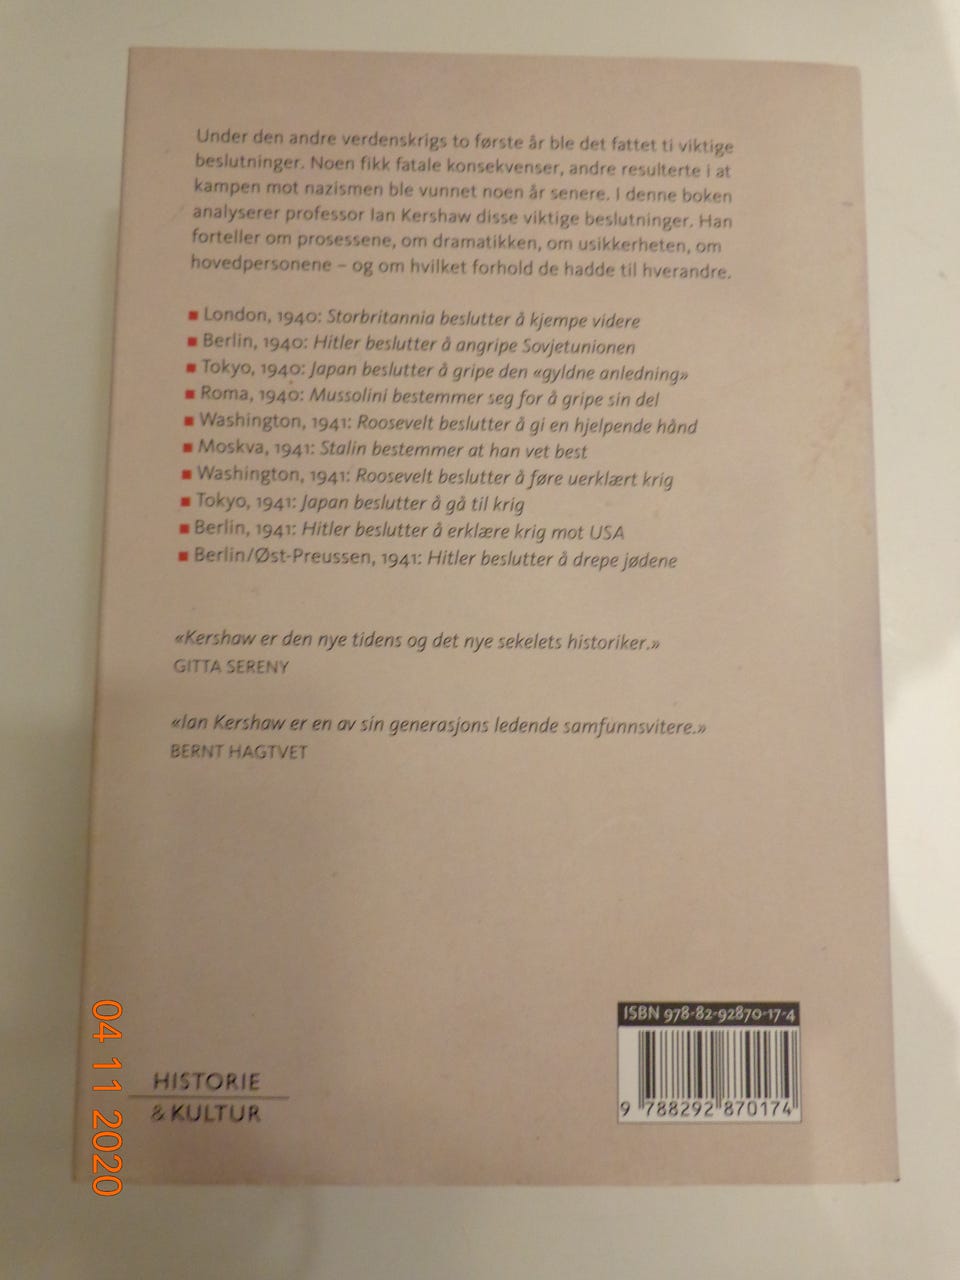 Under den andre verdenskrigs to første år ble det fattet ti viktige
beslutninger. Noen fikk fatale konsekvenser, andre resulterte i at
kampen mot nazismen ble vunnet noen år senere. I denne boken
analyserer professor Ian Kershaw disse viktige beslutninger. Han
forteller om prosessene, om dramatikken, om usikkerheten, om
hovedpersonene – og om hvilket forhold de hadde til hverandre.
■ London, 1940: Storbritannia beslutter å kjempe videre
■ Berlin, 1940: Hitler beslutter å angripe Sovjetunionen
■ Tokyo, 1940: Japan beslutter å gripe den «gyldne anledning»
■ Roma, 1940: Mussolini bestemmer seg for å gripe sin del
■ Washington, 1941: Roosevelt beslutter å gi en hjelpende hånd
■ Moskva, 1941: Stalin bestemmer at han vet best
■ Washington, 1941: Roosevelt beslutter å føre uerklært krig
■ Tokyo, 1941: Japan beslutter å gå til krig
■ Berlin, 1941: Hitler beslutter å erklære krig mot USA
■ Berlin/Øst-Preussen, 1941: Hitler beslutter å drepe jødene
«Kershaw er den nye tidens og det nye sekelets historiker.»
GITTA SERENY
«Ian Kershaw er en av sin generasjons ledende samfunnsvitere.»
BERNT HAGTVET
ISBN 978-82-92870-17-4
9 788292 870174
HISTORIE
& KULTUR
04 11 2020